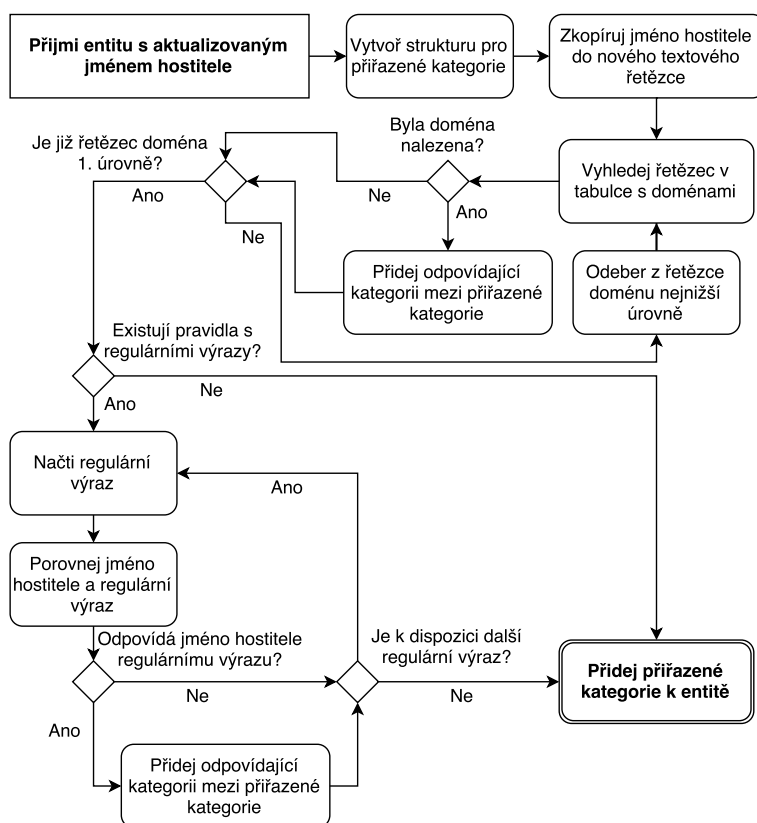 Přijmi entitu s aktualizovaným
jménem hostitele
Vytvoř strukturu pro
přiřazené kategorie
Zkopíruj jméno hostitele
do nového textového
řetězce
Je již řetězec doména
1. úrovně?
Byla doména
nalezena?
Vyhledej řetězec v
tabulce s doménami
Ano
Ne
Ne
Ano
Přidej odpovídající
kategorii mezi přiřazené
kategorie
Odeber z řetězce
doménu nejnižší
úrovně
Existují pravidla s
regulárními výrazy?
Ne
Ano
Načti regulární
výraz
Ano
Porovnej jméno
hostitele a regulární
výraz
Odpovídá jméno hostitele
regulárnímu výrazu?
Je k dispozici další
regulární výraz?
Ne
Ne
Přidej přiřazené
kategorie k entitě
Ano
Přidej odpovídající
kategorii mezi přiřazené
kategorie